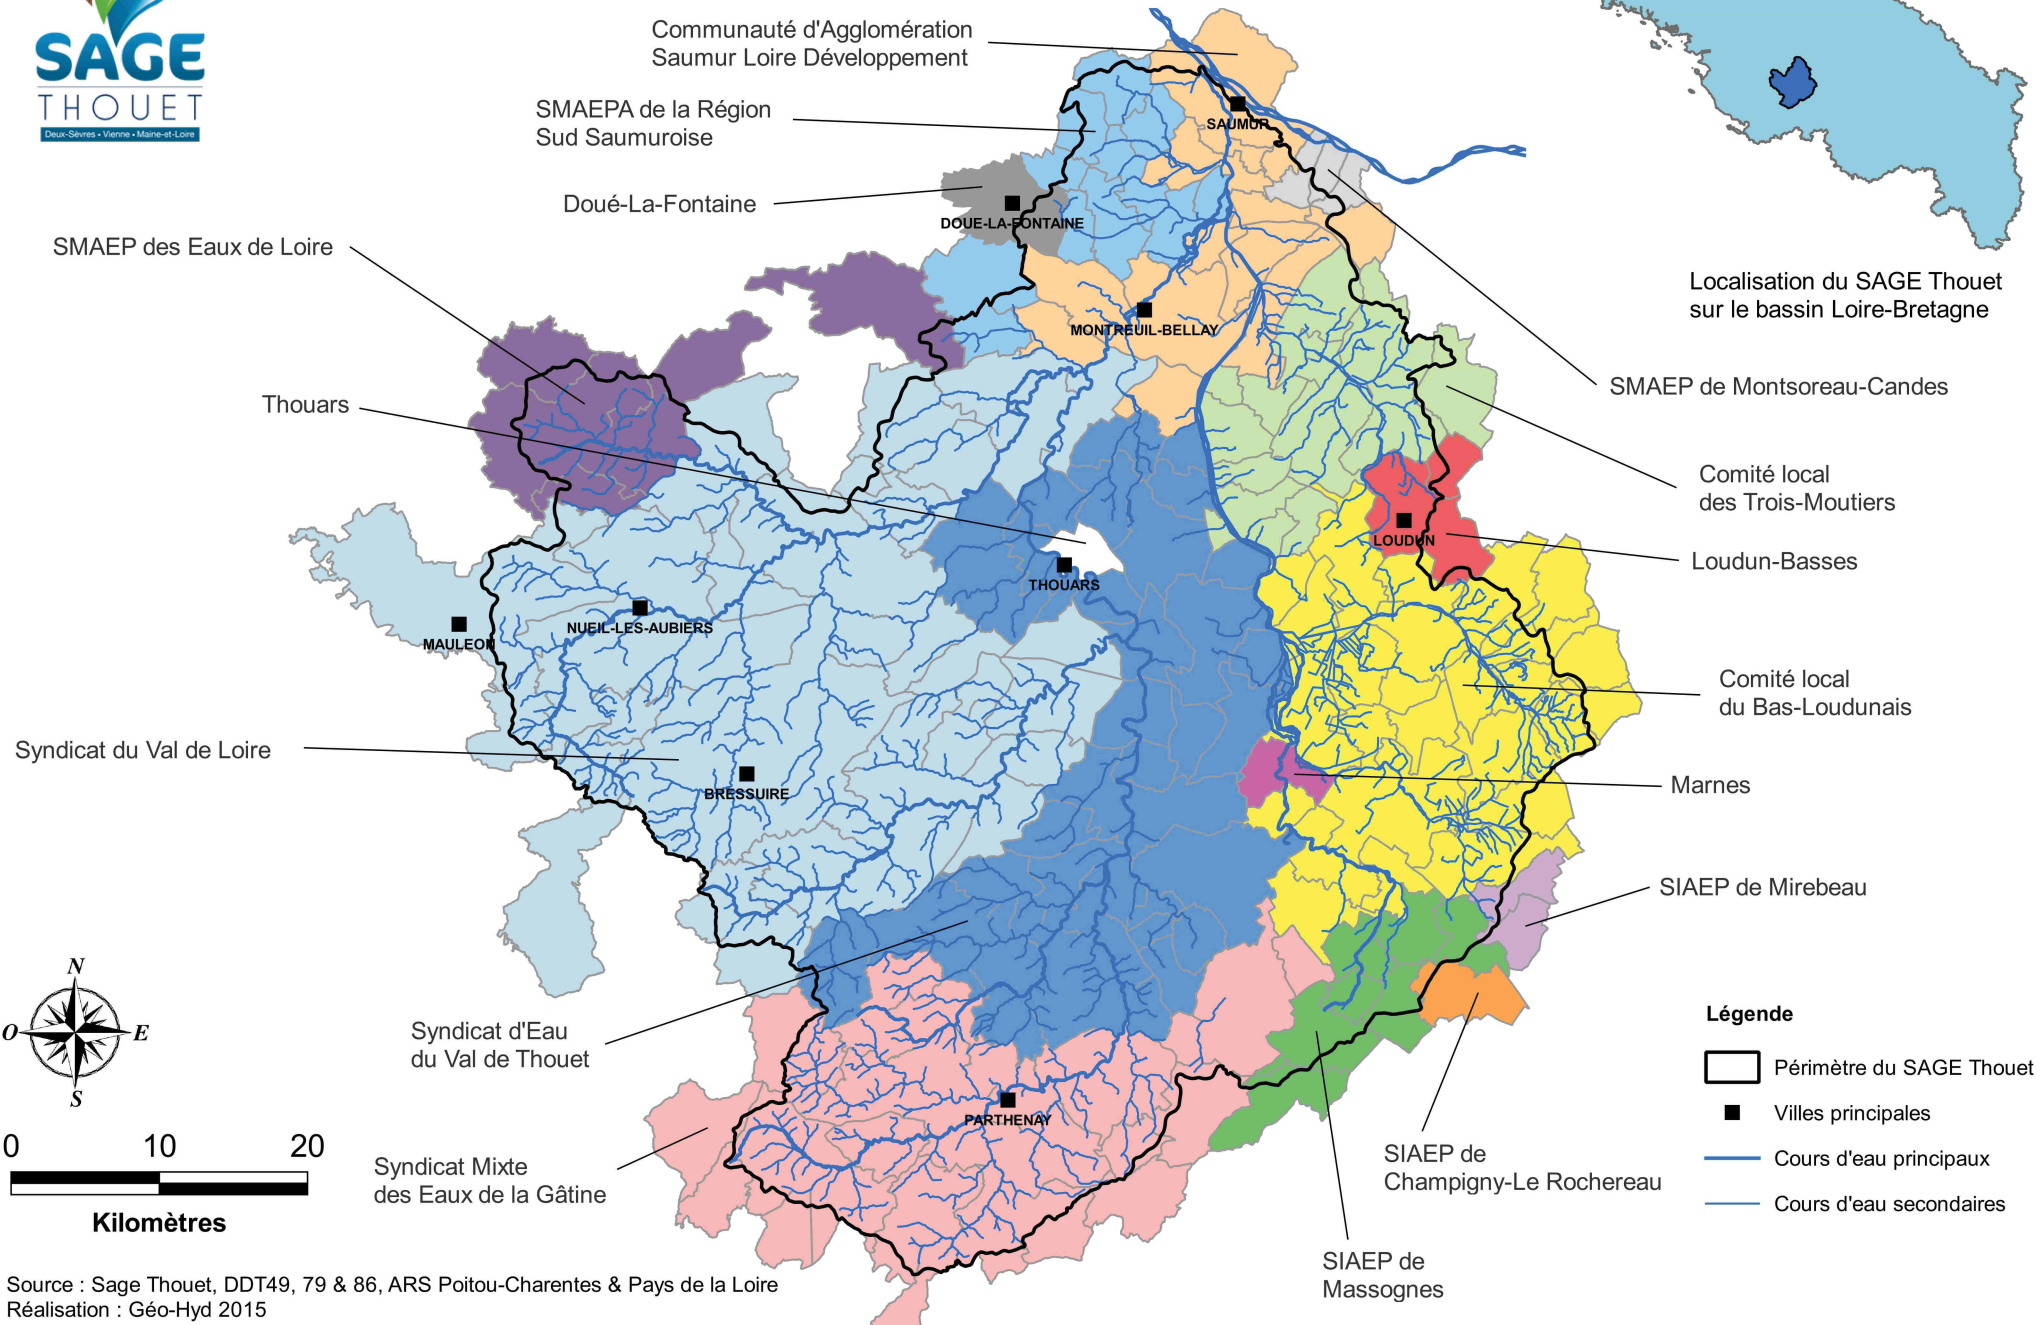 SAGE
THOUET
Deux-Sèvres • Vienne • Maine-et-Loire
Communauté d'Agglomération
Saumur Loire Développement
SMAEPA de la Région
Sud Saumuroise
Doué-La-Fontaine
SMAEP des Eaux de Loire
Thouars
Syndicat du Val de Loire
Syndicat d'Eau
du Val de Thouet
Syndicat Mixte
des Eaux de la Gâtine
SAUMUR
DOUE-LA-FONTAINE
MONTREUIL-BELLAY
LOUDUN
THOUARS
NUEIL-LES-AUBIERS
MAULEON
BRESSUIRE
PARTHENAY
Localisation du SAGE Thouet
sur le bassin Loire-Bretagne
SMAEP de Montsoreau-Candes
Comité local
des Trois-Moutiers
Loudun-Basses
Comité local
du Bas-Loudunais
Marnes
SIAEP de Mirebeau
SIAEP de
Champigny-Le Rochereau
SIAEP de
Massognes
Légende
Périmètre du SAGE Thouet
Villes principales
Cours d'eau principaux
Cours d'eau secondaires
N
O
E
S
0 10 20
Kilomètres
Source : Sage Thouet, DDT49, 79 & 86, ARS Poitou-Charentes & Pays de la Loire
Réalisation : Géo-Hyd 2015